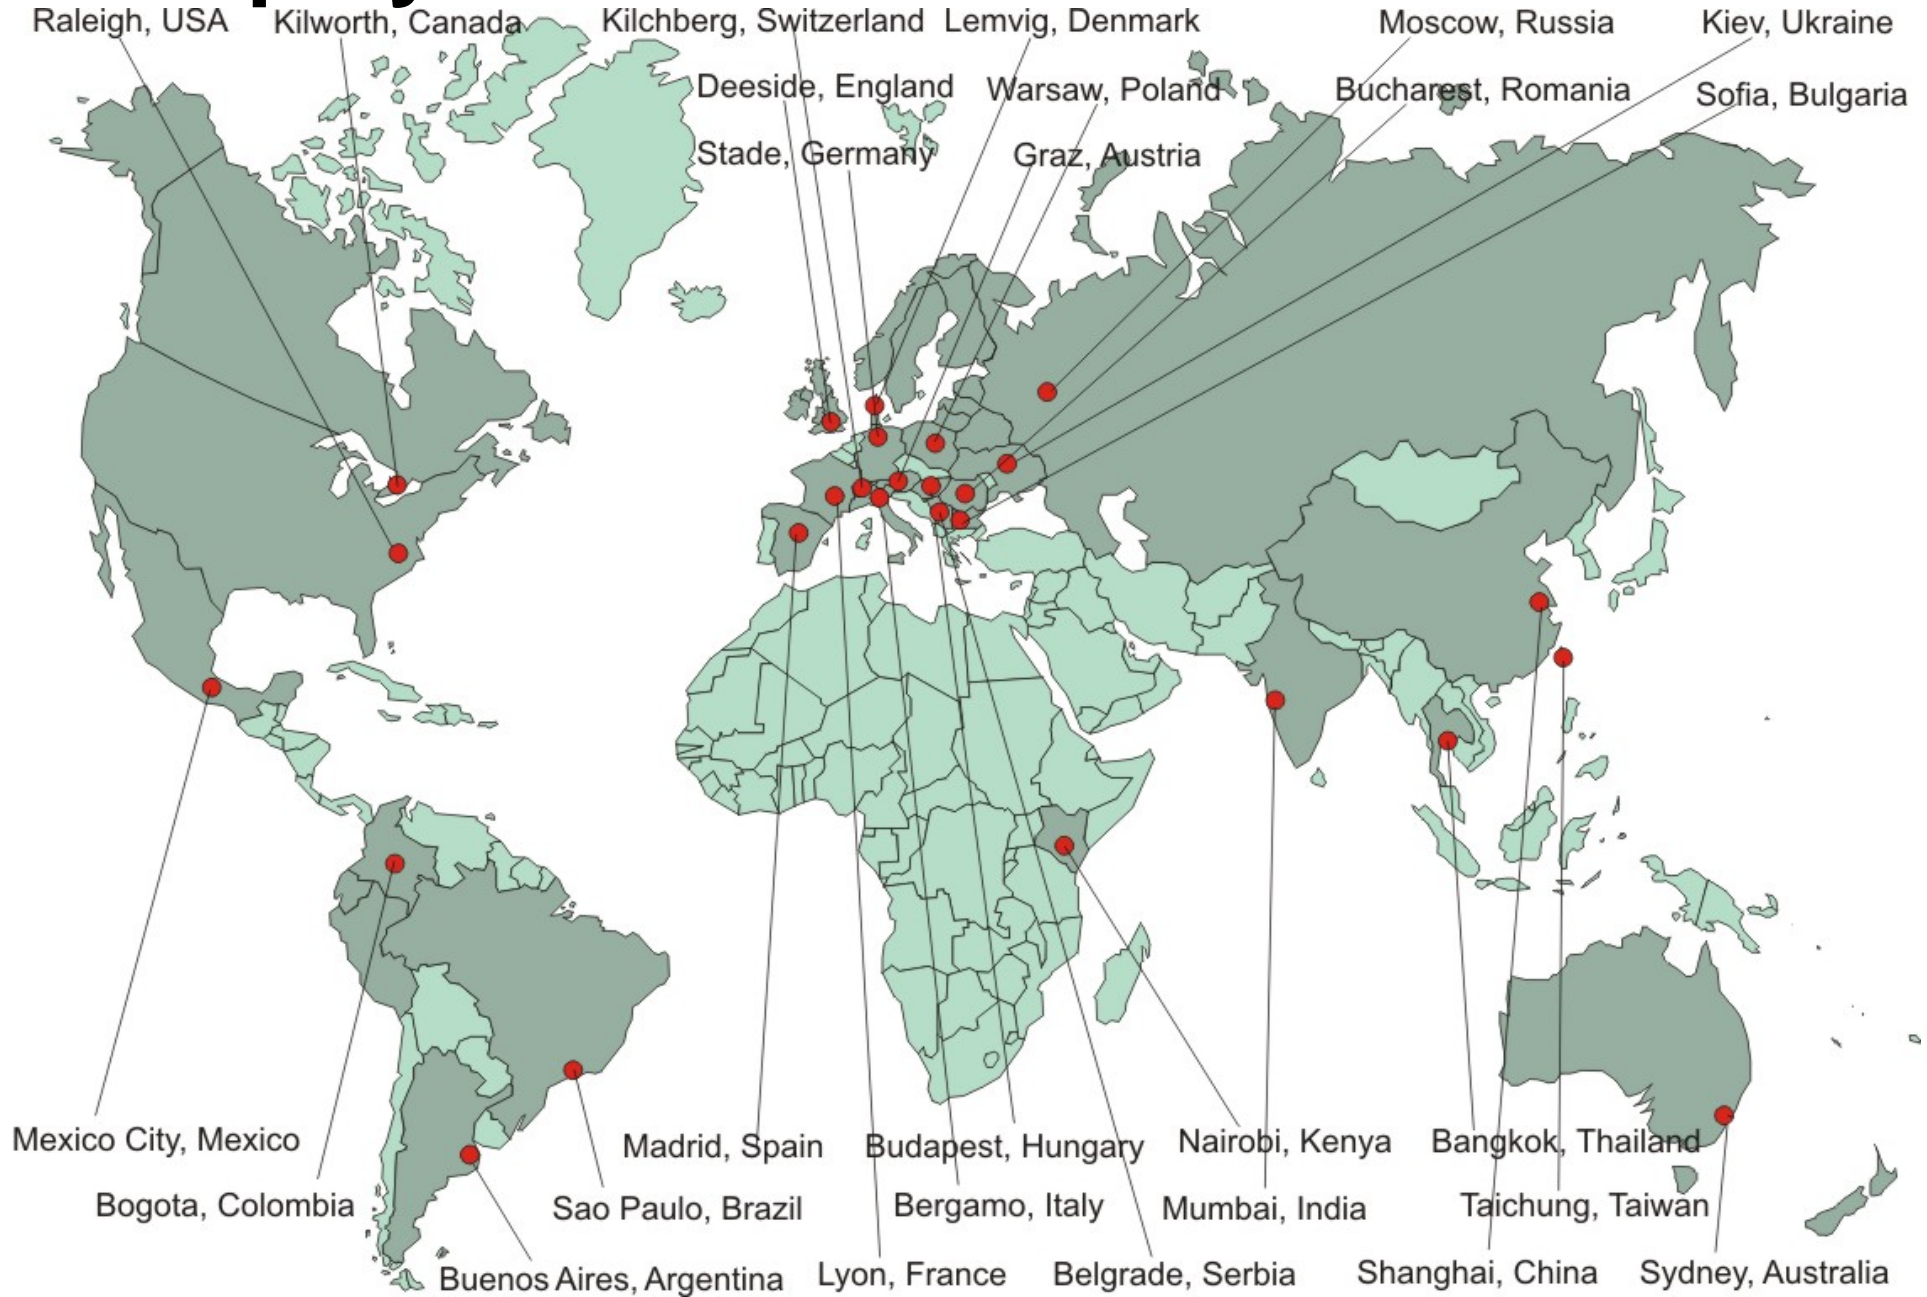 Raleigh, USA
Kilworth, Canada
Kilchberg, Switzerland
Lemvig, Denmark
Moscow, Russia
Kiev, Ukraine
Deeside, England
Warsaw, Poland
Bucharest, Romania
Sofia, Bulgaria
Stade, Germany
Graz, Austria
Mexico City, Mexico
Madrid, Spain
Budapest, Hungary
Nairobi, Kenya
Bangkok, Thailand
Bogota, Colombia
Sao Paulo, Brazil
Bergamo, Italy
Mumbai, India
Taichung, Taiwan
Buenos Aires, Argentina
Lyon, France
Belgrade, Serbia
Shanghai, China
Sydney, Australia